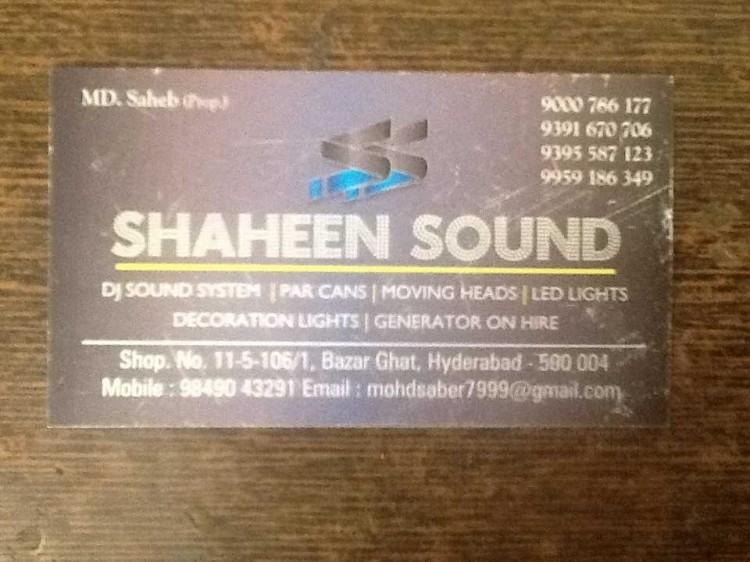 MD. Saheb (Prop.)
9000 786 177
9391 670 706
9395 587 123
9959 186 349
SS
SHAHEEN SOUND
DJ SOUND SYSTEM | PAR CANS | MOVING HEADS | LED LIGHTS
DECORATION LIGHTS | GENERATOR ON HIRE
Shop. No. 11-5-106/1, Bazar Ghat, Hyderabad - 500 004
Mobile : 98490 43291 Email : mohdsaber7999@gmail.com